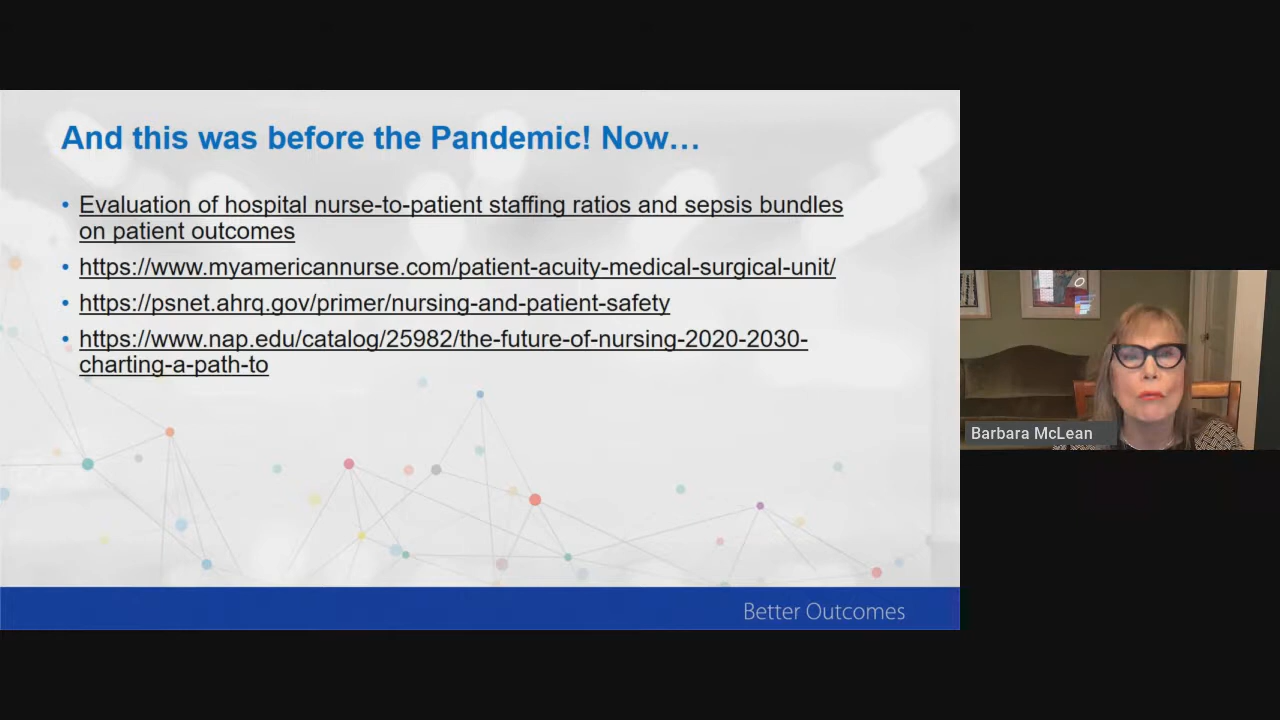 And this was before the Pandemic! Now…
• Evaluation of hospital nurse-to-patient staffing ratios and sepsis bundles
on patient outcomes
• https://www.myamericannurse.com/patient-acuity-medical-surgical-unit/
• https://psnet.ahrq.gov/primer/nursing-and-patient-safety
• https://www.nap.edu/catalog/25982/the-future-of-nursing-2020-2030-
charting-a-path-to
Better Outcomes
Barbara McLean